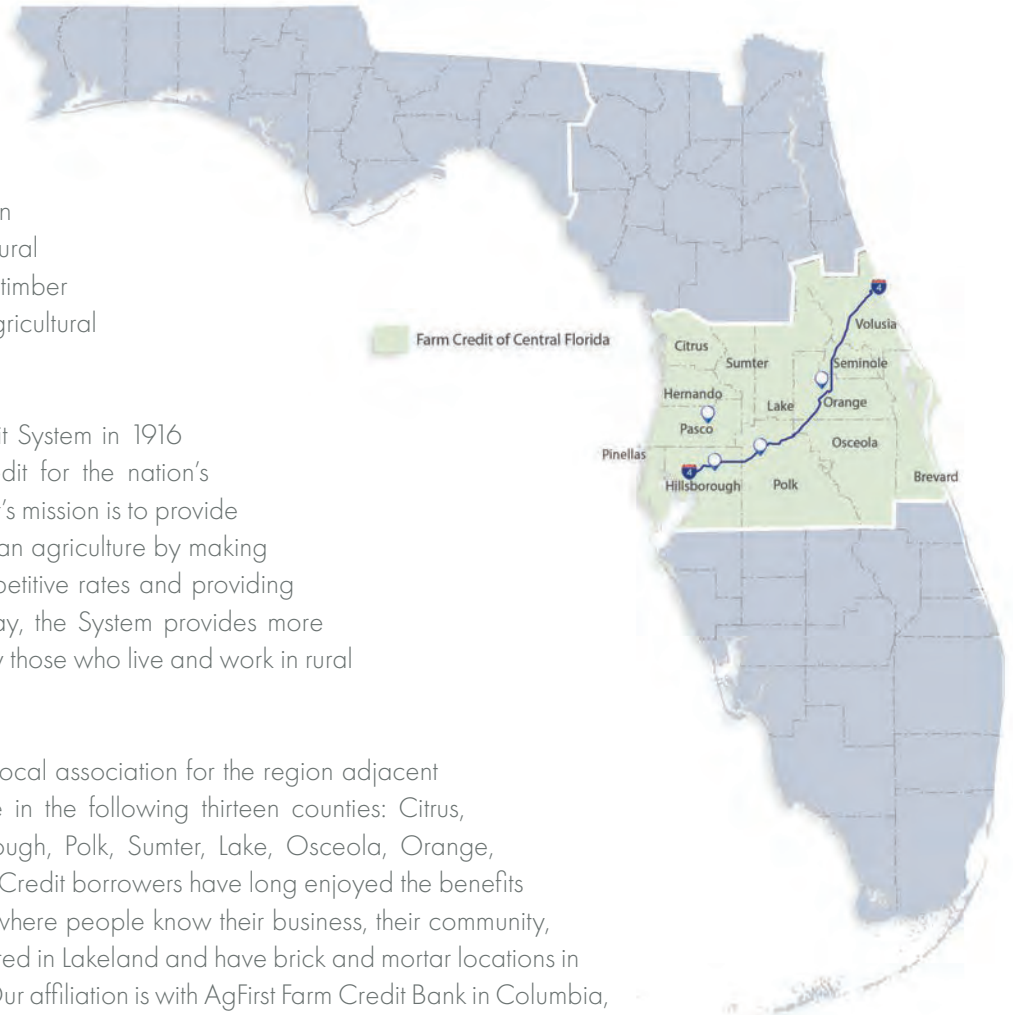 n
ural
timber
gricultural
it System in 1916
edit for the nation's
t's mission is to provide
an agriculture by making
petitive rates and providing
ay, the System provides more
y those who live and work in rural
ocal association for the region adjacent
e in the following thirteen counties: Citrus,
ough, Polk, Sumter, Lake, Osceola, Orange,
Credit borrowers have long enjoyed the benefits
where people know their business, their community,
red in Lakeland and have brick and mortar locations in
Our affiliation is with AgFirst Farm Credit Bank in Columbia,
Farm Credit of Central Florida
4
Volusia
Citrus
Sumter
Seminole
Hernando
Lake
Orange
Pasco
Osceola
Pinellas
4
Hillsborough
Polk
Brevard